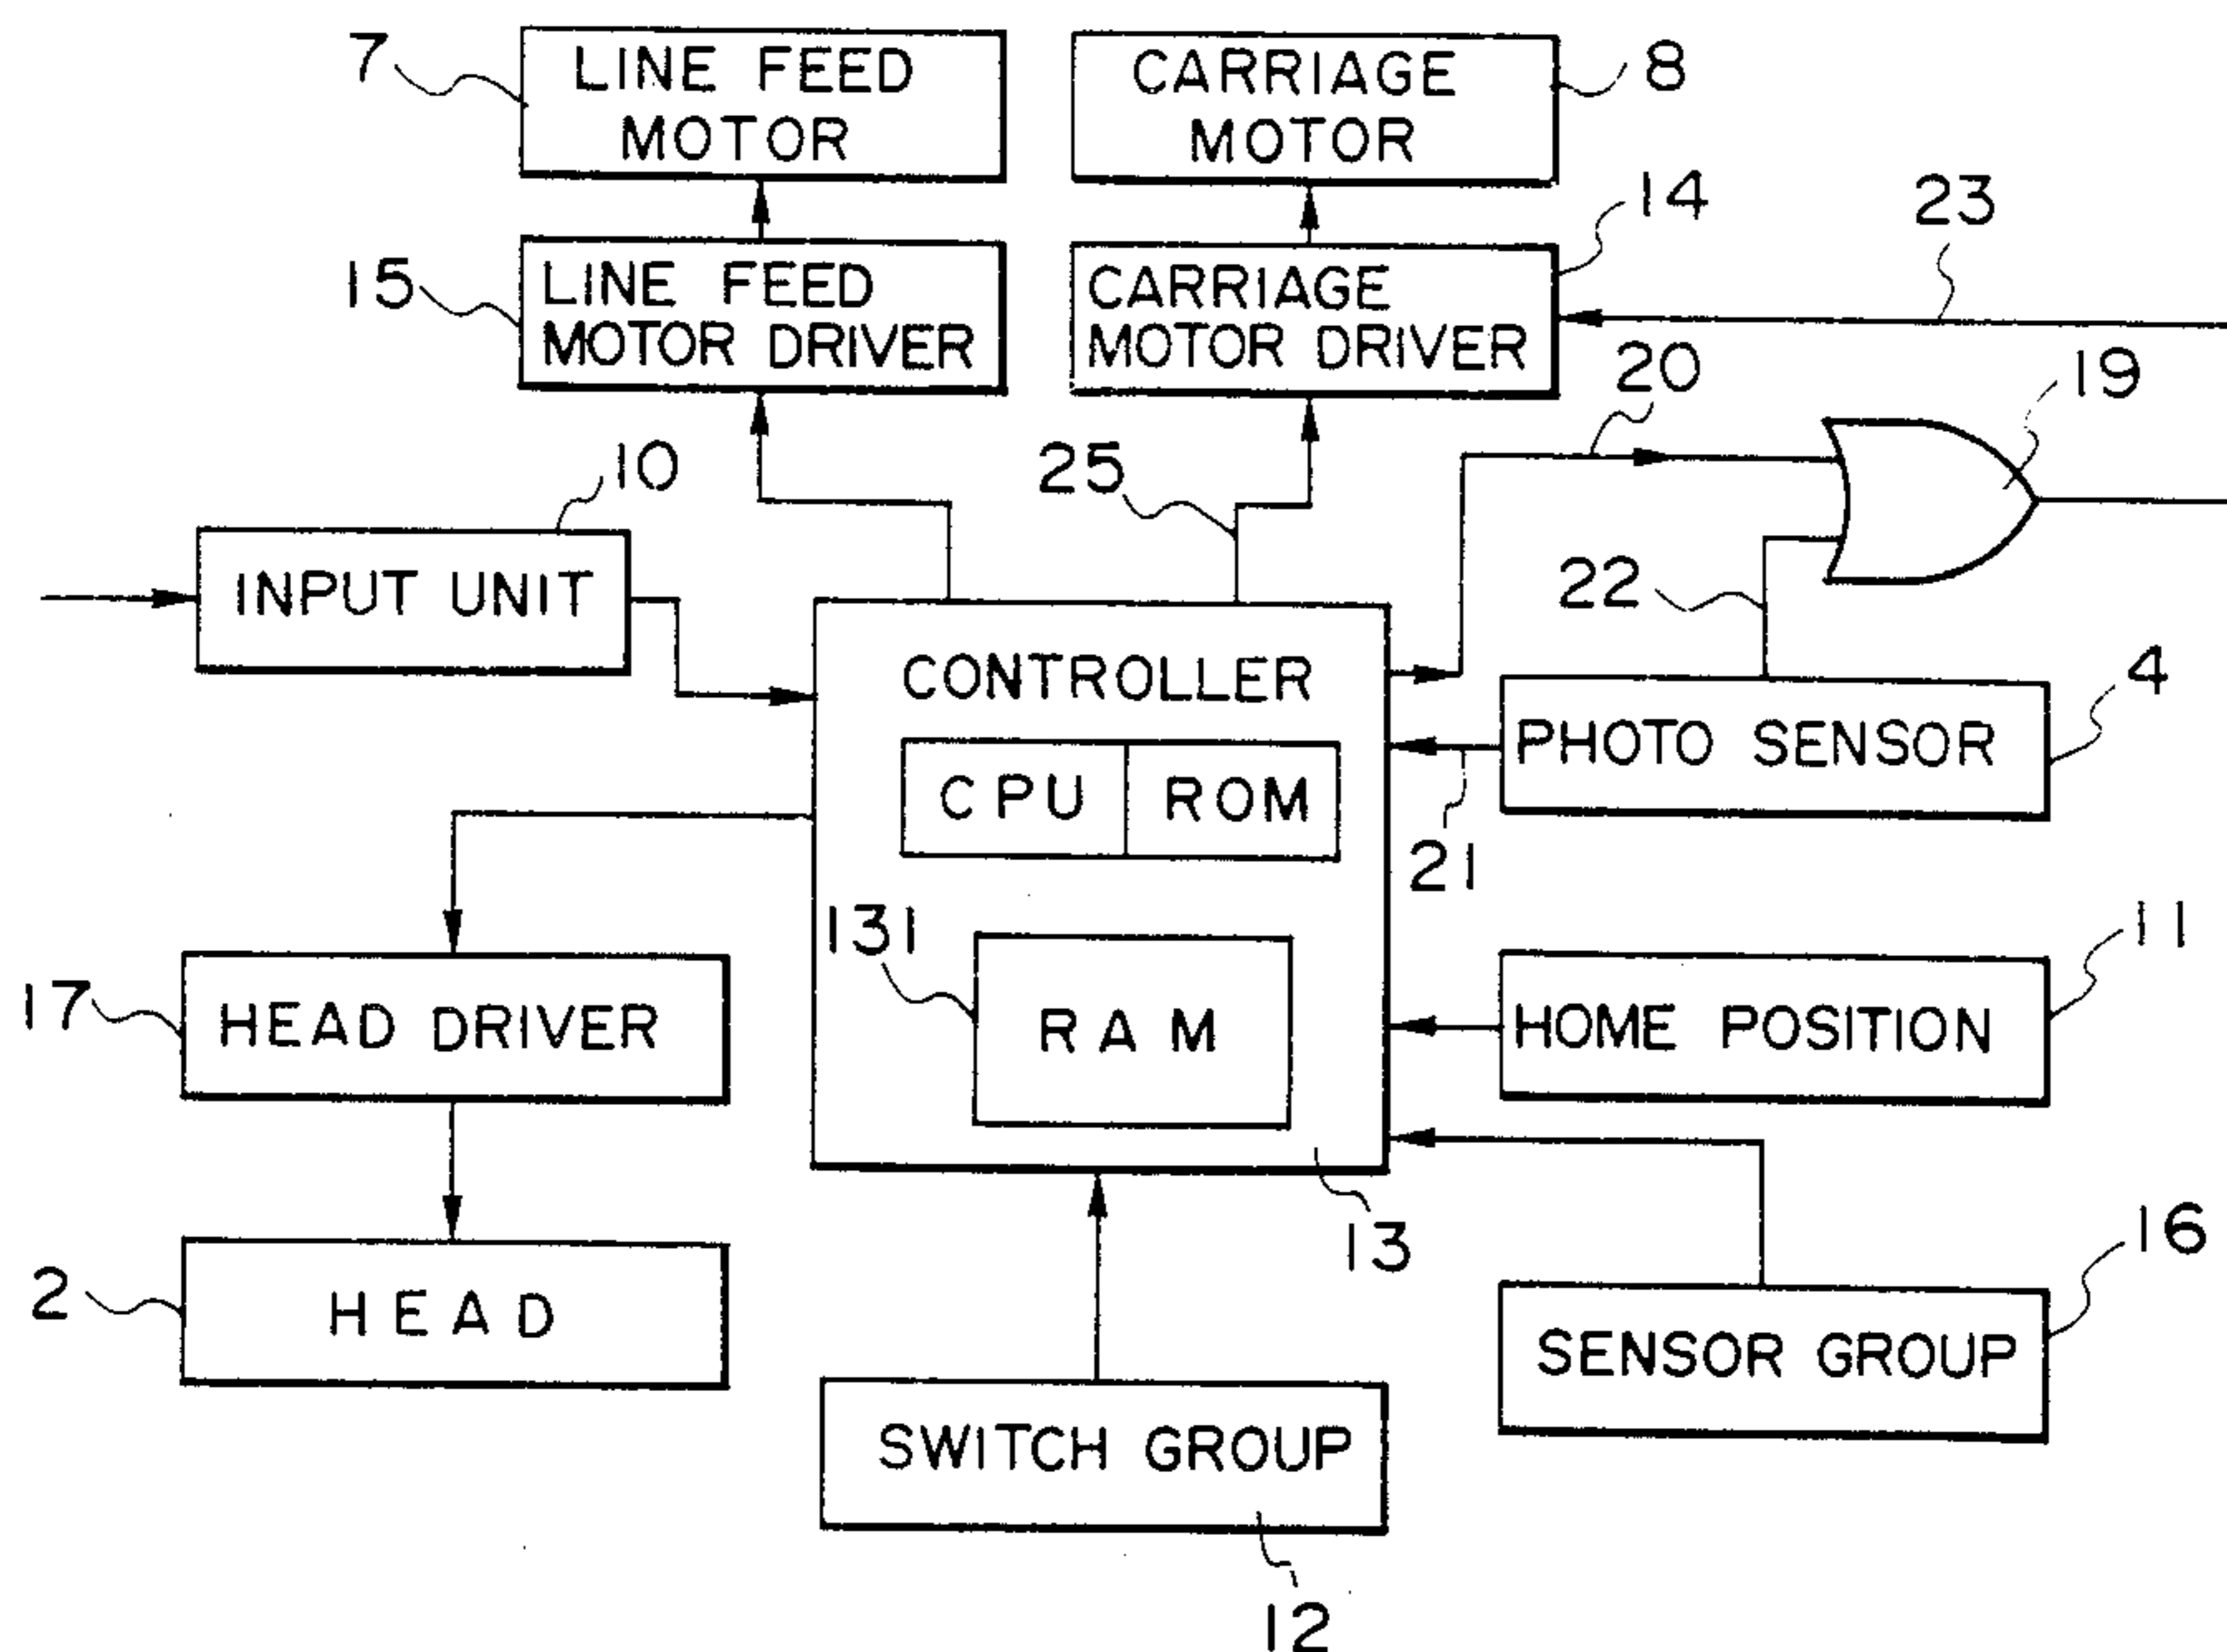 7
LINE FEED
MOTOR
CARRIAGE
MOTOR
8
15
LINE FEED
MOTOR DRIVER
CARRIAGE
MOTOR DRIVER
14
23
20
19
10
25
INPUT UNIT
22
CONTROLLER
CPU
ROM
PHOTO SENSOR
4
21
131
RAM
HOME POSITION
11
17
HEAD DRIVER
13
2
HEAD
16
SENSOR GROUP
SWITCH GROUP
12